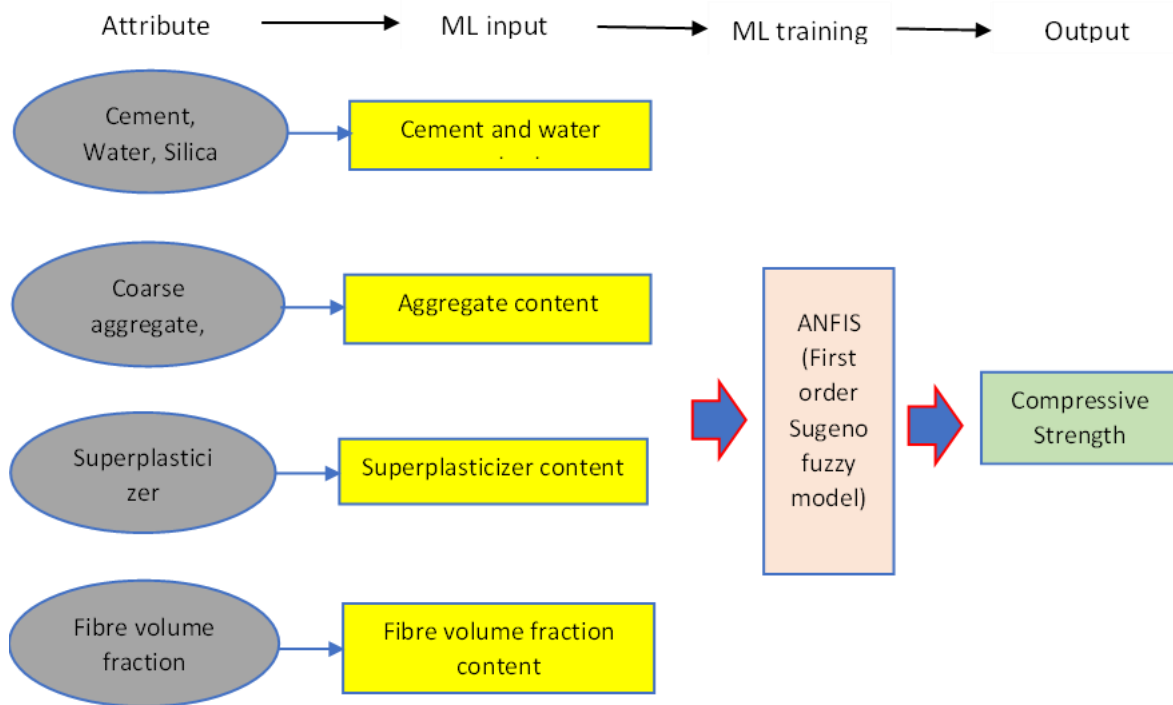 Attribute
ML input
ML training
Output
Cement,
Water, Silica
Cement and water
Coarse
aggregate,
Aggregate content
Superplastici
zer
Superplasticizer content
Fibre volume
fraction
Fibre volume fraction
content
ANFIS
(First
order
Sugeno
fuzzy
model)
Compressive
Strength